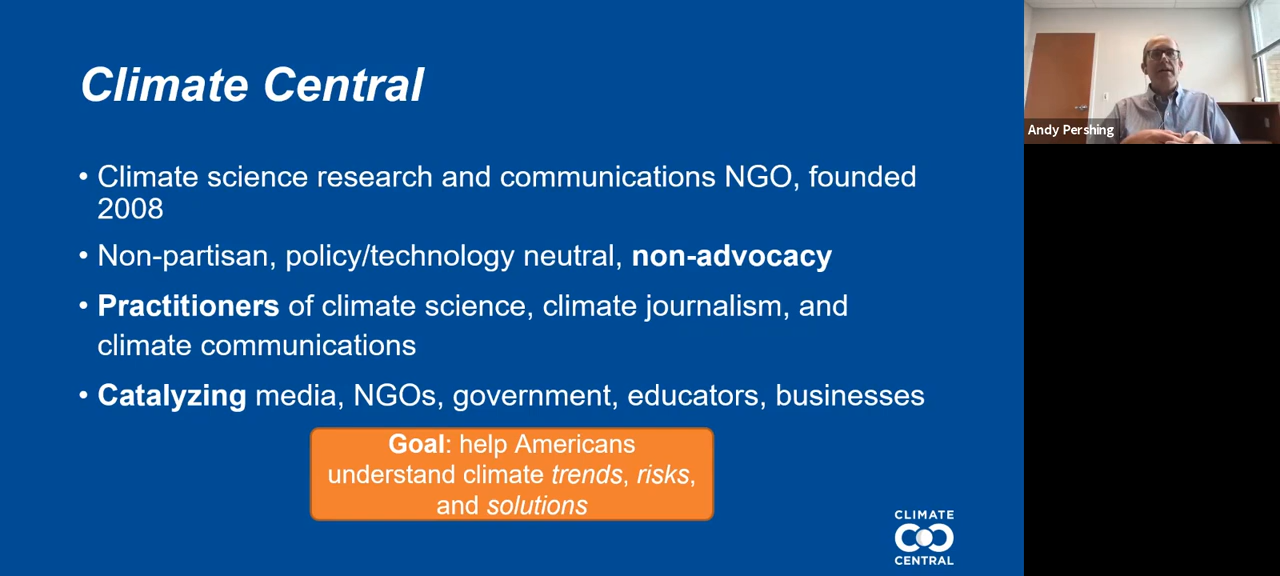 Climate Central
• Climate science research and communications NGO, founded
2008
• Non-partisan, policy/technology neutral, non-advocacy
• Practitioners of climate science, climate journalism, and
climate communications
• Catalyzing media, NGOs, government, educators, businesses
Goal: help Americans
understand climate trends, risks,
and solutions
CLIMATE
CENTRAL
Andy Pershing